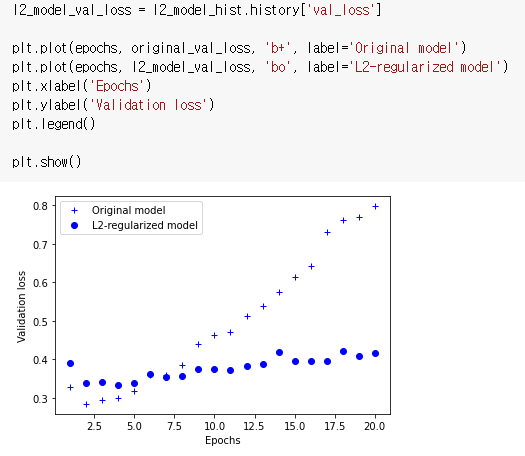 l2_model_val_loss = l2_model_hist.history['val_loss']
plt.plot(epochs, original_val_loss, 'b+', label='Original model')
plt.plot(epochs, l2_model_val_loss, 'bo', label='L2-regularized model')
plt.xlabel('Epochs')
plt.ylabel('Validation loss')
plt.legend()
plt.show()
Original model
L2-regularized model
0.8
0.7
0.6
0.5
0.4
0.3
Validation loss
2.5 5.0 7.5 10.0 12.5 15.0 17.5 20.0
Epochs